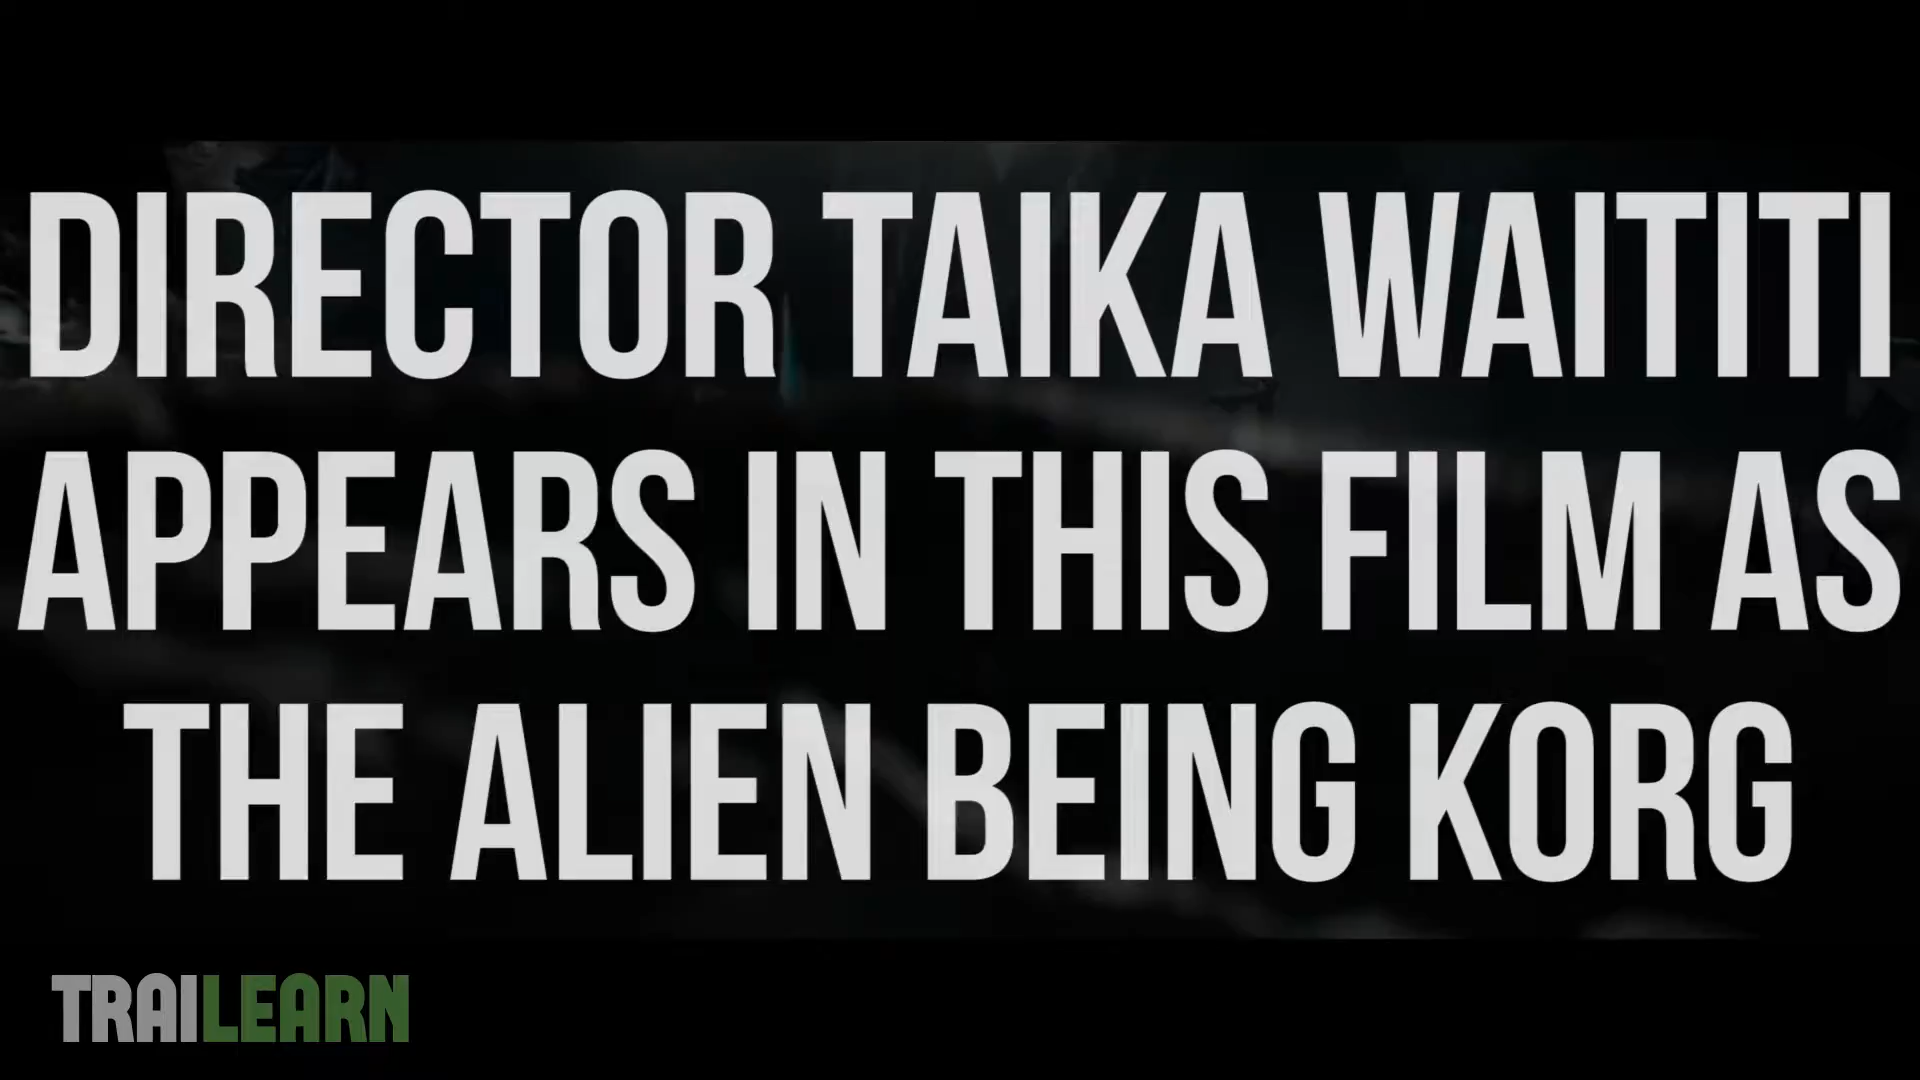 DIRECTOR TAIKA WAITITI
APPEARS IN THIS FILM AS
THE ALIEN BEING KORG
TRAILEARN